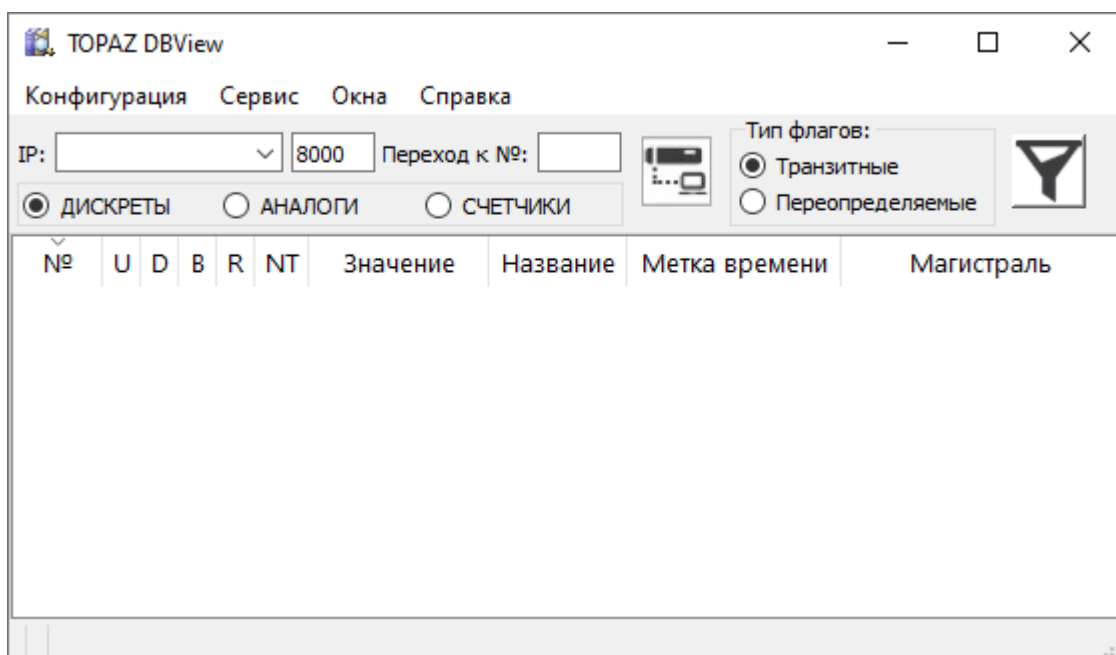 TOPAZ DBView
Конфигурация Сервис Окна Справка
IP: 8000 Переход к №:
Тип флагов:
Транзитные
Переопределяемые
ДИСКРЕТЫ АНАЛОГИ СЧЕТЧИКИ
№ U D B R NT Значение Название Метка времени Магистраль